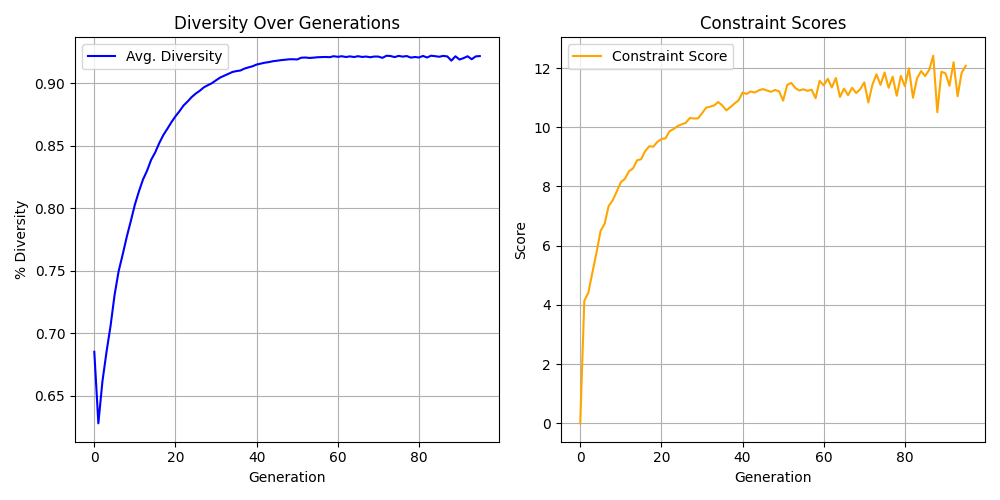 Diversity Over Generations
Avg. Diversity
0.90
0.85
0.80
0.75
0.70
0.65
% Diversity
0 20 40 60 80
Generation
Constraint Scores
Constraint Score
12
10
8
6
4
2
0
Score
0 20 40 60 80
Generation